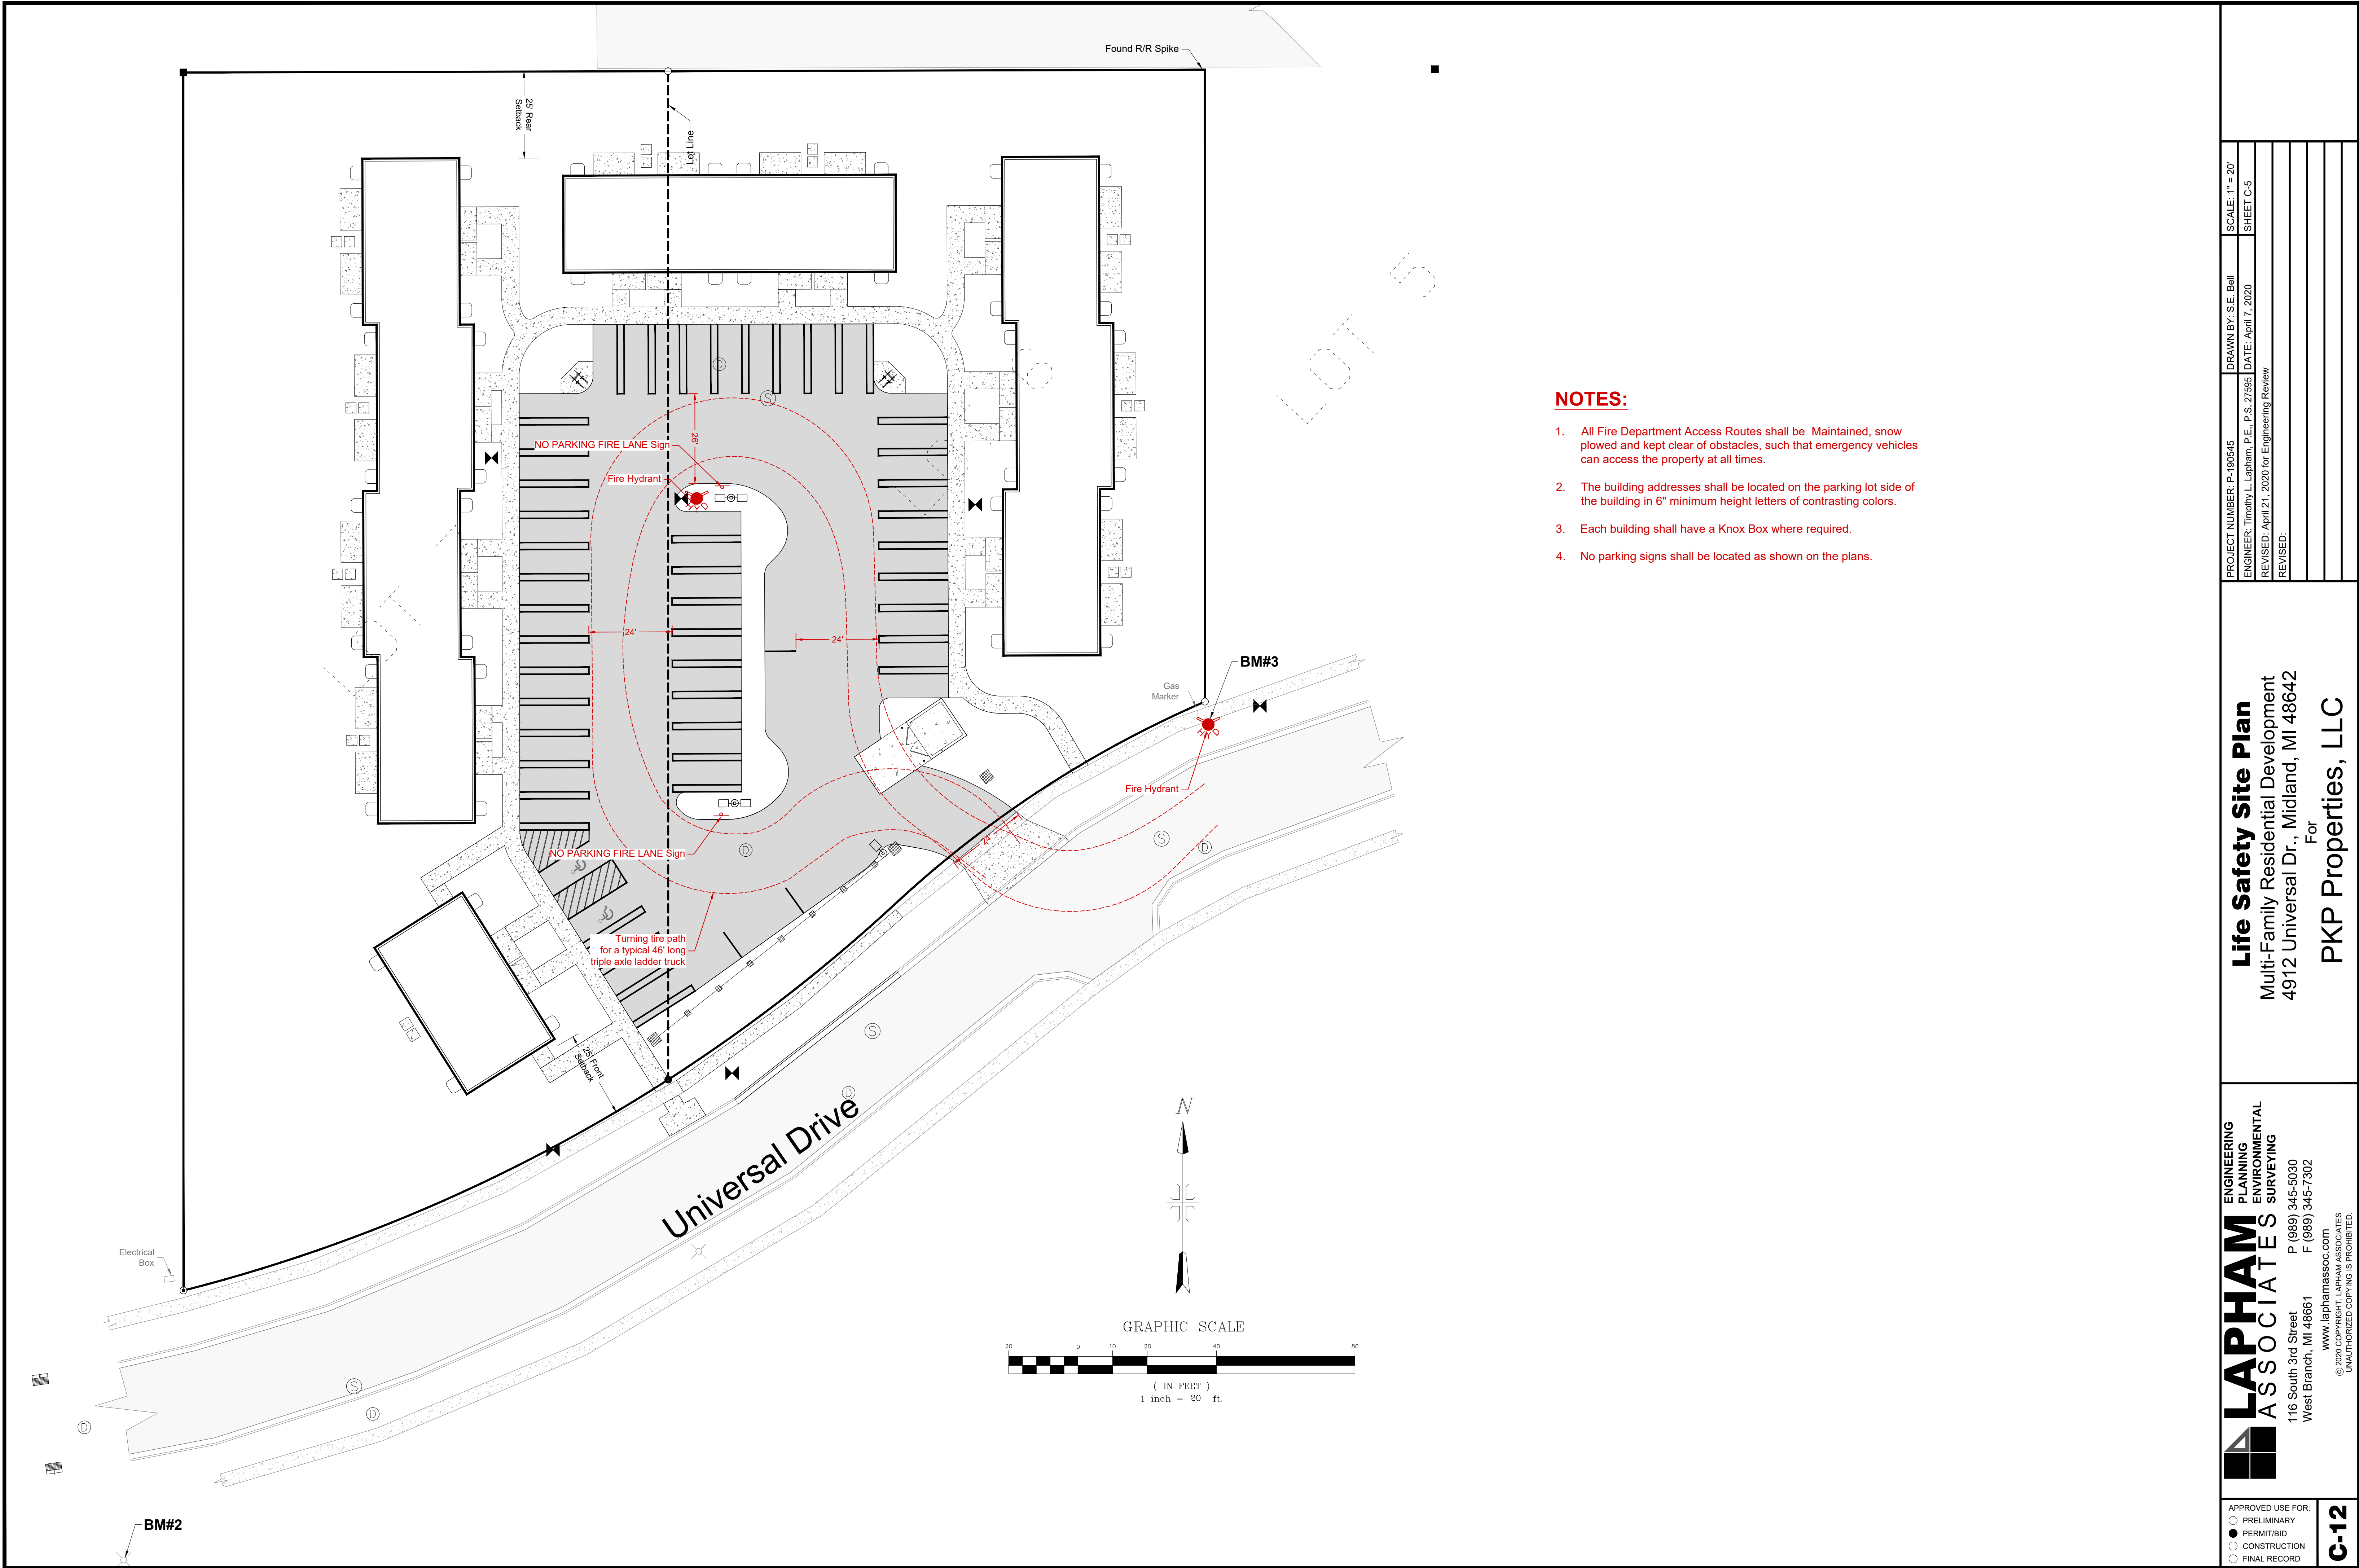 Found R/R Spike
25' Rear
Setback
Lot Line
LOT 5
26'
NO PARKING FIRE LANE Sign
Fire Hydrant
HYD
24'
24'
NOTES:
1. All Fire Department Access Routes shall be Maintained, snow
plowed and kept clear of obstacles, such that emergency vehicles
can access the property at all times.
2. The building addresses shall be located on the parking lot side of
the building in 6" minimum height letters of contrasting colors.
3. Each building shall have a Knox Box where required.
4. No parking signs shall be located as shown on the plans.
D
S
BM#3
Gas
Marker
HYD
Fire Hydrant
24'
S
D
NO PARKING FIRE LANE Sign
D
Turning tire path
for a typical 46' long
triple axle ladder truck
25' Front
Setback
S
D
Universal Drive
Electrical
Box
S
D
D
BM#2
N
GRAPHIC SCALE
20 0 10 20 40 80
( IN FEET )
1 inch = 20 ft.
PROJECT NUMBER: P-190545
DRAWN BY: S.E. Bell
SCALE: 1" = 20'
ENGINEER: Timothy L. Lapham, P.E., P.S. 27595
DATE: April 7, 2020
SHEET C-5
REVISED: April 21, 2020 for Engineering Review
REVISED:
Life Safety Site Plan
Multi-Family Residential Development
4912 Universal Dr., Midland, MI 48642
For
PKP Properties, LLC
LAPHAM
ASSOCIATES
ENGINEERING
PLANNING
ENVIRONMENTAL
SURVEYING
116 South 3rd Street P (989) 345-5030
West Branch, MI 48661 F (989) 345-7302
www.laphamassoc.com
© 2020 COPYRIGHT, LAPHAM ASSOCIATES
UNAUTHORIZED COPYING IS PROHIBITED.
APPROVED USE FOR:
PRELIMINARY
PERMIT/BID
CONSTRUCTION
FINAL RECORD
C-12